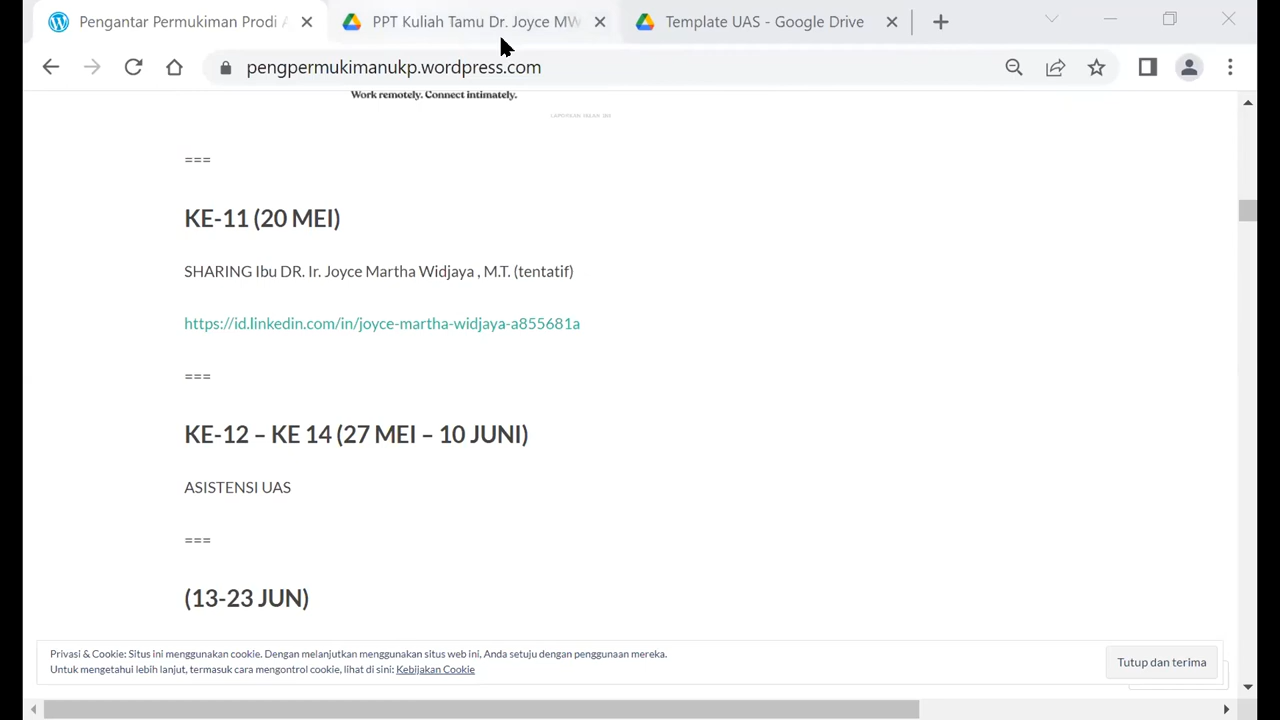 Pengantar Permukiman Prodi A
PPT Kuliah Tamu Dr. Joyce MW
Template UAS - Google Drive
pengpermukimanukp.wordpress.com
Work remotely. Connect intimately.
===
KE-11 (20 MEI)
SHARING Ibu DR. Ir. Joyce Martha Widjaya , M.T. (tentatif)
https://id.linkedin.com/in/joyce-martha-widjaya-a855681a
===
KE-12 – KE 14 (27 MEI – 10 JUNI)
ASISTENSI UAS
===
(13-23 JUN)
Privasi & Cookie: Situs ini menggunakan cookie. Dengan melanjutkan menggunakan situs web ini, Anda setuju dengan penggunaan mereka.
Untuk mengetahui lebih lanjut, termasuk cara mengontrol cookie, lihat di sini: Kebijakan Cookie
Tutup dan terima